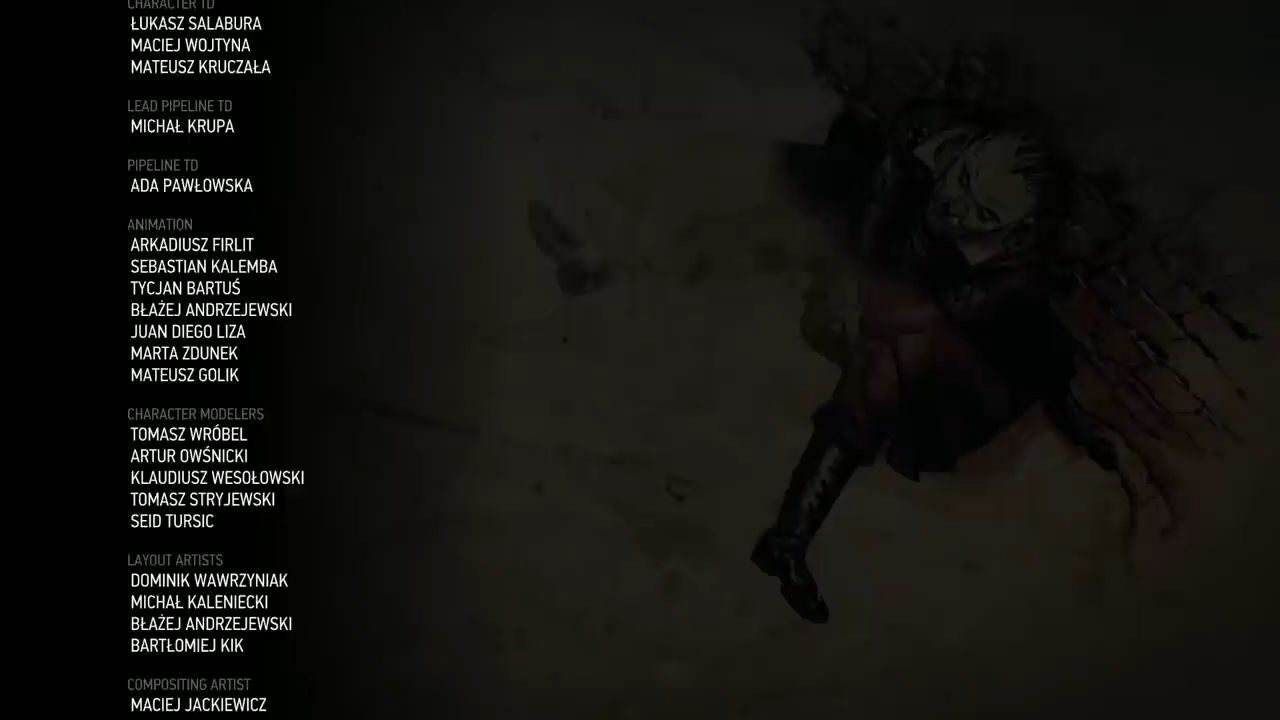 CHARACTER TD
ŁUKASZ SALABURA
MACIEJ WOJTYNA
MATEUSZ KRUCZAŁA
LEAD PIPELINE TD
MICHAŁ KRUPA
PIPELINE TD
ADA PAWŁOWSKA
ANIMATION
ARKADIUSZ FIRLIT
SEBASTIAN KALEMBA
TYCJAN BARTUŚ
BŁAŻEJ ANDRZEJEWSKI
JUAN DIEGO LIZA
MARTA ZDUNEK
MATEUSZ GOLIK
CHARACTER MODELERS
TOMASZ WRÓBEL
ARTUR OWŚNICKI
KLAUDIUSZ WESOŁOWSKI
TOMASZ STRYJEWSKI
SEID TURSIC
LAYOUT ARTISTS
DOMINIK WAWRZYNIAK
MICHAŁ KALENIECKI
BŁAŻEJ ANDRZEJEWSKI
BARTŁOMIEJ KIK
COMPOSITING ARTIST
MACIEJ JACKIEWICZ